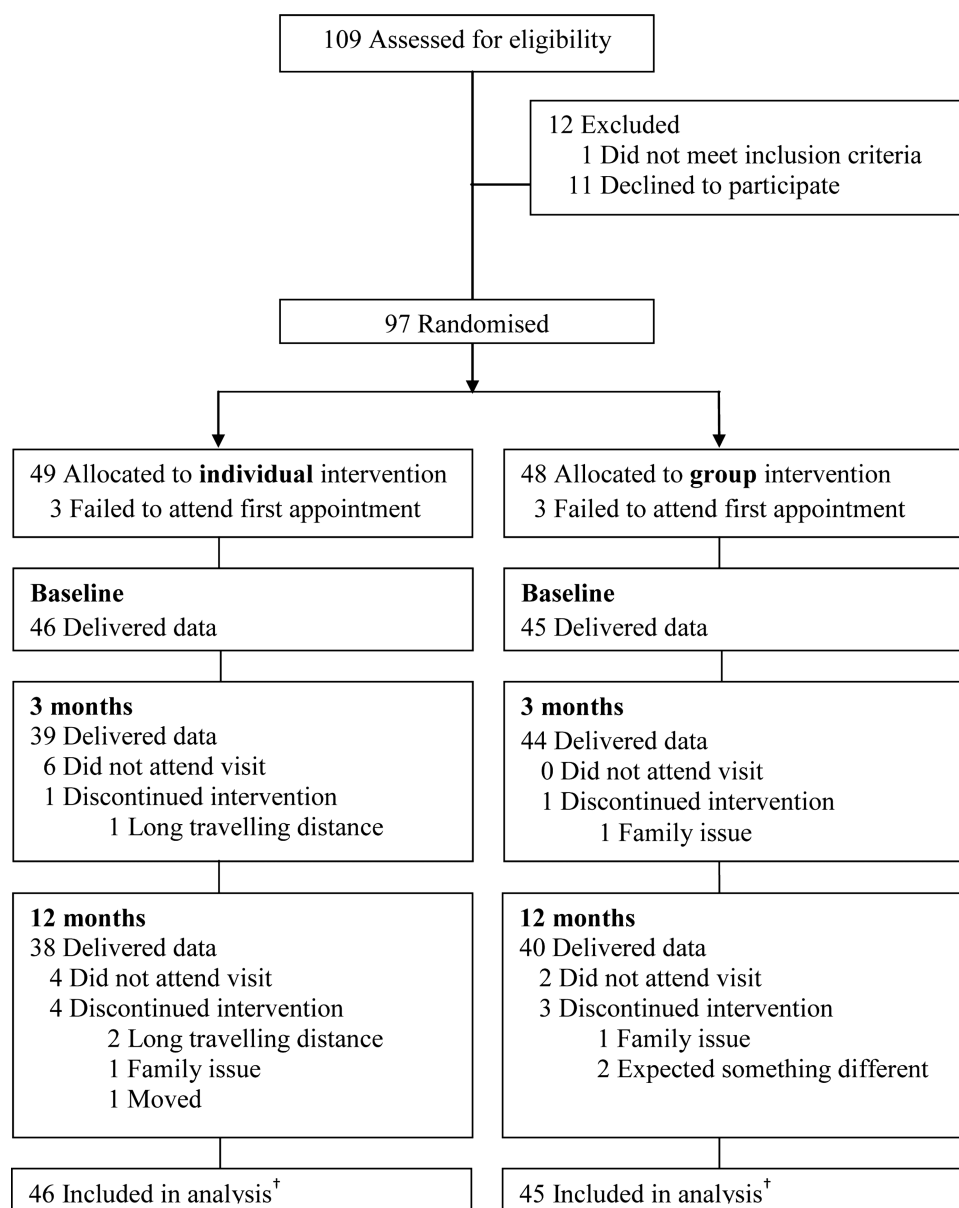 109 Assessed for eligibility
12 Excluded
1 Did not meet inclusion criteria
11 Declined to participate
97 Randomised
49 Allocated to individual intervention
3 Failed to attend first appointment
48 Allocated to group intervention
3 Failed to attend first appointment
Baseline
46 Delivered data
Baseline
45 Delivered data
3 months
39 Delivered data
6 Did not attend visit
1 Discontinued intervention
1 Long travelling distance
3 months
44 Delivered data
0 Did not attend visit
1 Discontinued intervention
1 Family issue
12 months
38 Delivered data
4 Did not attend visit
4 Discontinued intervention
2 Long travelling distance
1 Family issue
1 Moved
12 months
40 Delivered data
2 Did not attend visit
3 Discontinued intervention
1 Family issue
2 Expected something different
46 Included in analysis†
45 Included in analysis†